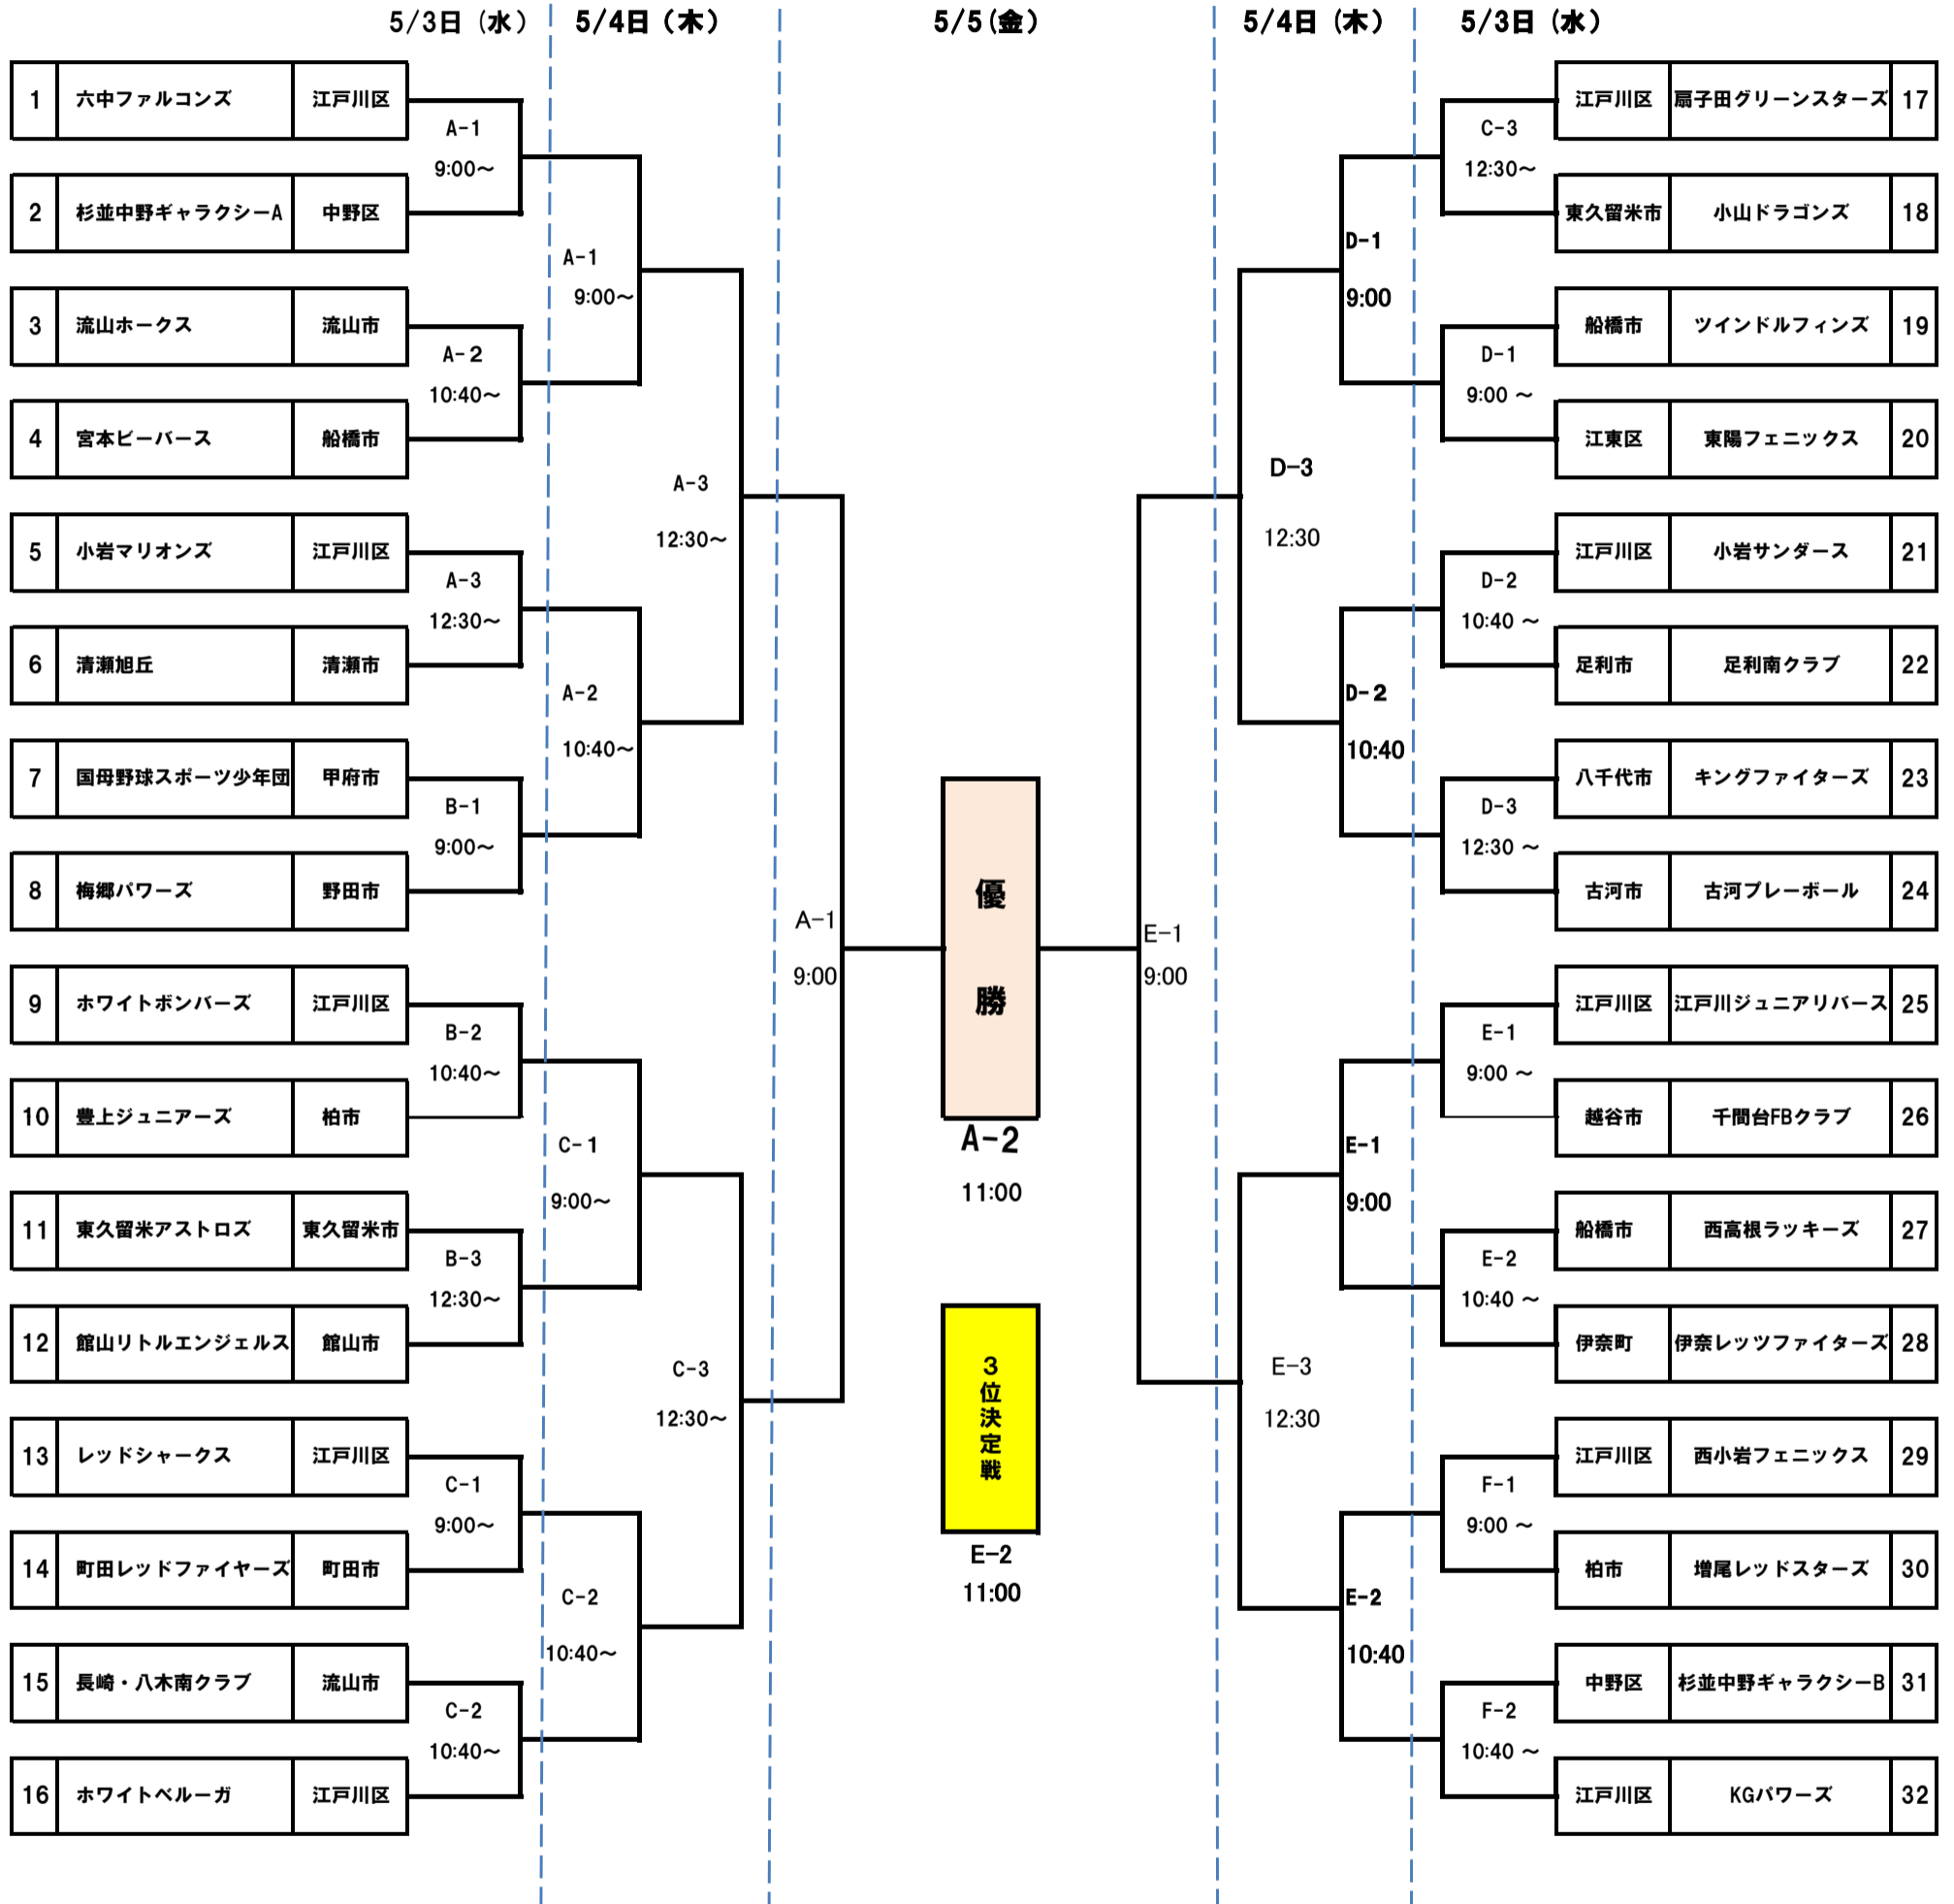 5/3日（水） 5/4日（木） 5/5(金) 5/4日（木） 5/3日（水）
1 六中ファルコンズ 江戸川区
A-1
9:00～
2 杉並中野ギャラクシーA 中野区
A-1
9:00～
3 流山ホークス 流山市
A-2
10:40～
4 宮本ビーバース 船橋市
A-3
12:30～
5 小岩マリオンズ 江戸川区
A-3
12:30～
6 清瀬旭丘 清瀬市
A-2
10:40～
7 国母野球スポーツ少年団 甲府市
B-1
9:00～
8 梅郷パワーズ 野田市
A-1
9:00
9 ホワイトボンバーズ 江戸川区
B-2
10:40～
10 豊上ジュニアーズ 柏市
C-1
9:00～
11 東久留米アストロズ 東久留米市
B-3
12:30～
12 館山リトルエンジェルス 館山市
C-3
12:30～
13 レッドシャークス 江戸川区
C-1
9:00～
14 町田レッドファイヤーズ 町田市
C-2
10:40～
15 長崎・八木南クラブ 流山市
C-2
10:40～
16 ホワイトベルーガ 江戸川区
優
勝
A-2
11:00
３
位
決
定
戦
E-2
11:00
江戸川区 扇子田グリーンスターズ 17
C-3
12:30～
東久留米市 小山ドラゴンズ 18
D-1
9:00
船橋市 ツインドルフィンズ 19
D-1
9:00 ～
江東区 東陽フェニックス 20
D-3
12:30
江戸川区 小岩サンダース 21
D-2
10:40 ～
足利市 足利南クラブ 22
D-2
10:40
八千代市 キングファイターズ 23
D-3
12:30 ～
古河市 古河プレーボール 24
E-1
9:00
江戸川区 江戸川ジュニアリバース 25
E-1
9:00 ～
越谷市 千間台FBクラブ 26
E-1
9:00
船橋市 西高根ラッキーズ 27
E-2
10:40 ～
伊奈町 伊奈レッツファイターズ 28
E-3
12:30
江戸川区 西小岩フェニックス 29
F-1
9:00 ～
柏市 増尾レッドスターズ 30
E-2
10:40
中野区 杉並中野ギャラクシーB 31
F-2
10:40 ～
江戸川区 KGパワーズ 32